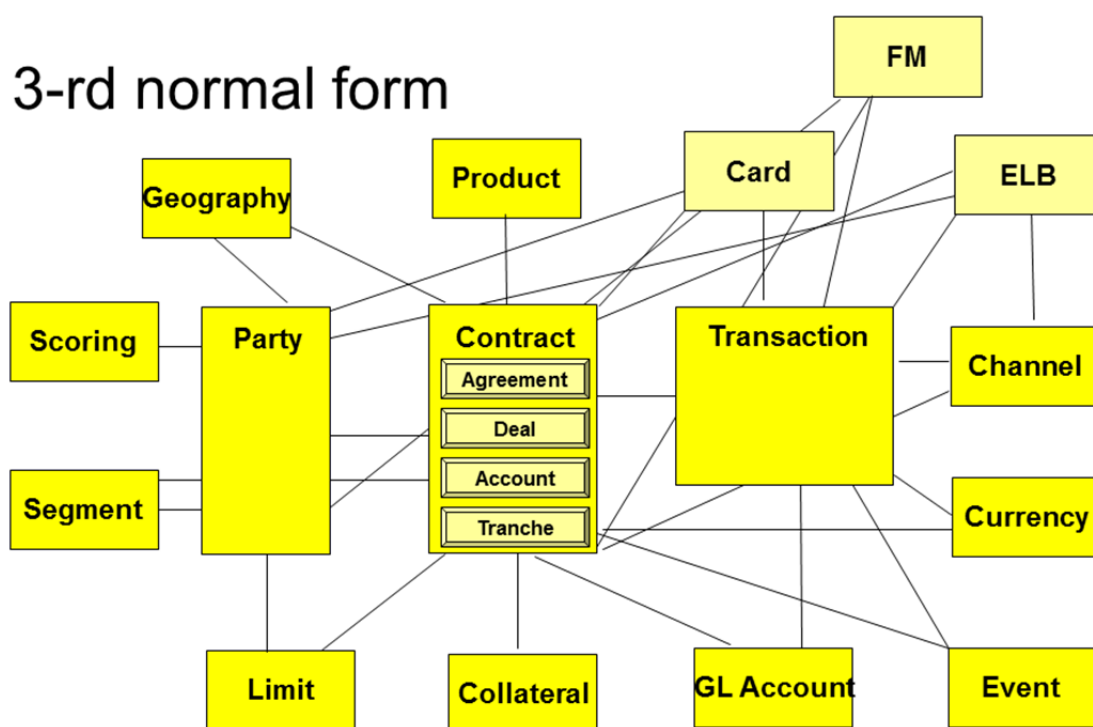 3-rd normal form
FM
Product
Card
ELB
Geography
Scoring
Party
Contract
Transaction
Channel
Agreement
Deal
Account
Tranche
Segment
Currency
Limit
Collateral
GL Account
Event